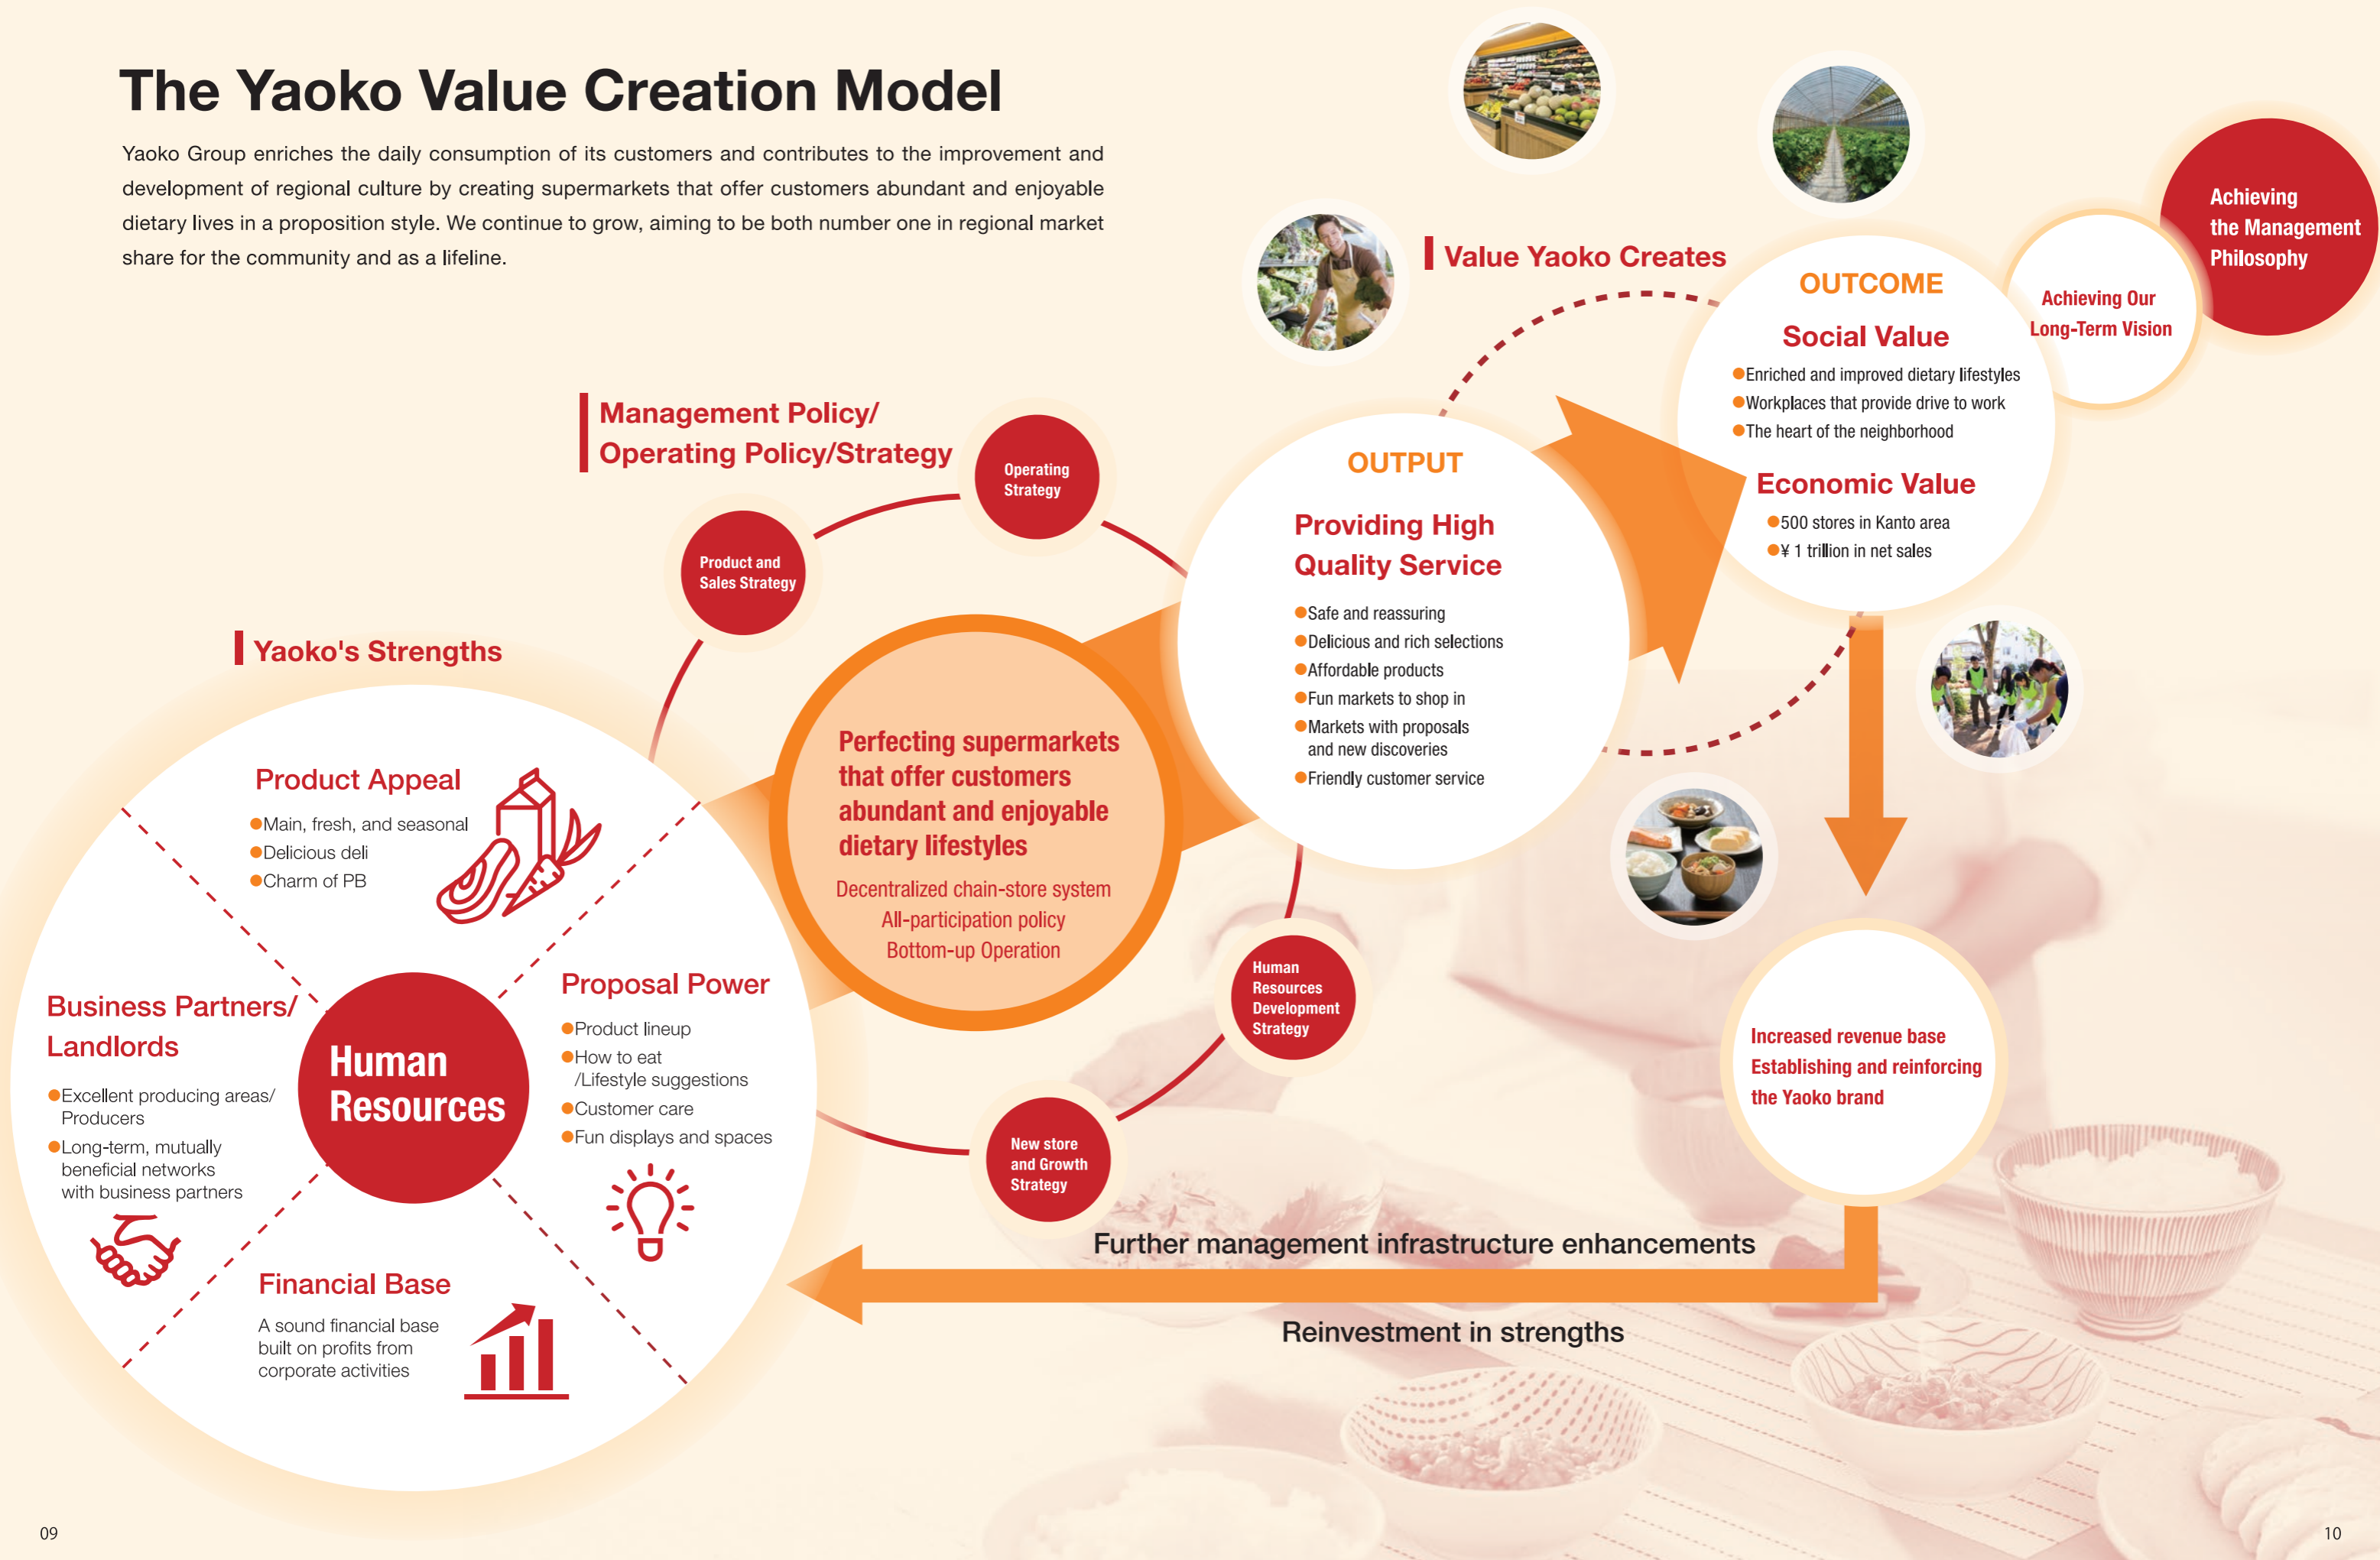 The Yaoko Value Creation Model
Yaoko Group enriches the daily consumption of its customers and contributes to the improvement and
development of regional culture by creating supermarkets that offer customers abundant and enjoyable
dietary lives in a proposition style. We continue to grow, aiming to be both number one in regional market
share for the community and as a lifeline.
Yaoko's Strengths
Product Appeal
●Main, fresh, and seasonal
●Delicious deli
●Charm of PB
Business Partners/
Landlords
●Excellent producing areas/
Producers
●Long-term, mutually
beneficial networks
with business partners
Human
Resources
Proposal Power
●Product lineup
●How to eat
/Lifestyle suggestions
●Customer care
●Fun displays and spaces
Financial Base
A sound financial base
built on profits from
corporate activities
Management Policy/
Operating Policy/Strategy
Product and
Sales Strategy
Operating
Strategy
Perfecting supermarkets
that offer customers
abundant and enjoyable
dietary lifestyles
Decentralized chain-store system
All-participation policy
Bottom-up Operation
Human
Resources
Development
Strategy
New store
and Growth
Strategy
Value Yaoko Creates
OUTPUT
Providing High
Quality Service
●Safe and reassuring
●Delicious and rich selections
●Affordable products
●Fun markets to shop in
●Markets with proposals
and new discoveries
●Friendly customer service
OUTCOME
Social Value
●Enriched and improved dietary lifestyles
●Workplaces that provide drive to work
●The heart of the neighborhood
Economic Value
●500 stores in Kanto area
●¥ 1 trillion in net sales
Achieving Our
Long-Term Vision
Achieving
the Management
Philosophy
Increased revenue base
Establishing and reinforcing
the Yaoko brand
Further management infrastructure enhancements
Reinvestment in strengths
09
10